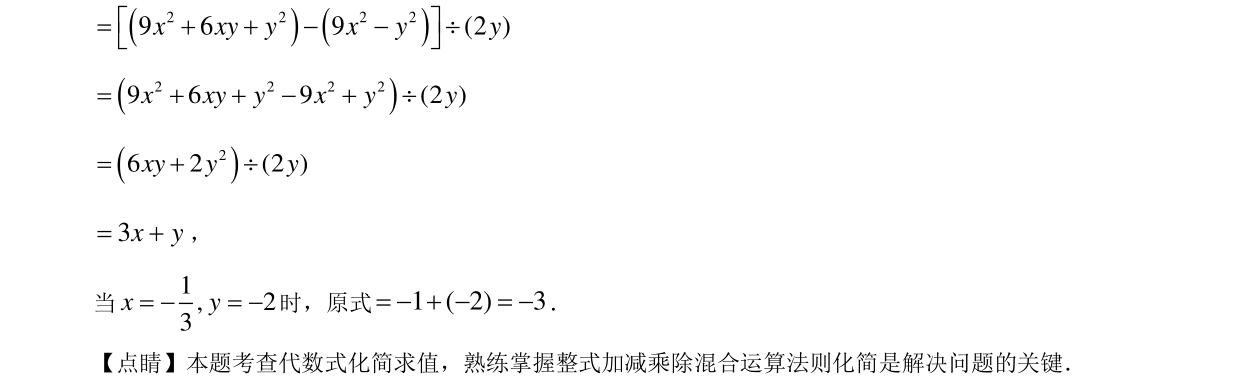 =[(9x²+6xy+y²)−(9x²−y²)]÷(2y)
=(9x²+6xy+y²−9x²+y²)÷(2y)
=(6xy+2y²)÷(2y)
=3x+y，
当x=−1/3,y=−2时，原式=−1+(−2)=−3．
【点睛】本题考查代数式化简求值，熟练掌握整式加减乘除混合运算法则化简是解决问题的关键．